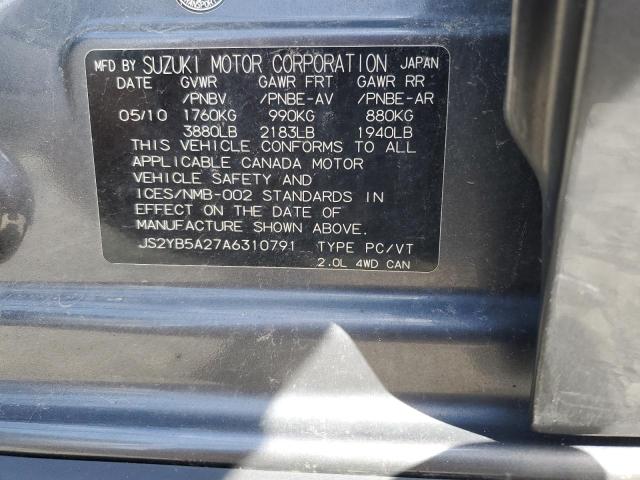 TRANSPORT
MFD BY SUZUKI MOTOR CORPORATION JAPAN
DATE GVWR GAWR FRT GAWR RR
/PNBV /PNBE-AV /PNBE-AR
05/10 1760KG 990KG 880KG
3880LB 2183LB 1940LB
THIS VEHICLE CONFORMS TO ALL
APPLICABLE CANADA MOTOR
VEHICLE SAFETY AND
ICES/NMB-002 STANDARDS IN
EFFECT ON THE DATE OF
MANUFACTURE SHOWN ABOVE.
JS2YB5A27A6310791 TYPE PC/VT
2.0L 4WD CAN